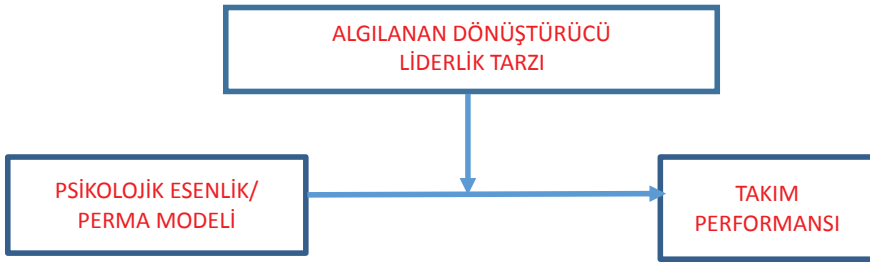 ALGILANAN DÖNÜŞTÜRÜCÜ
LİDERLİK TARZI
PSİKOLOJİK ESENLİK/
PERMA MODELİ
TAKIM
PERFORMANSI